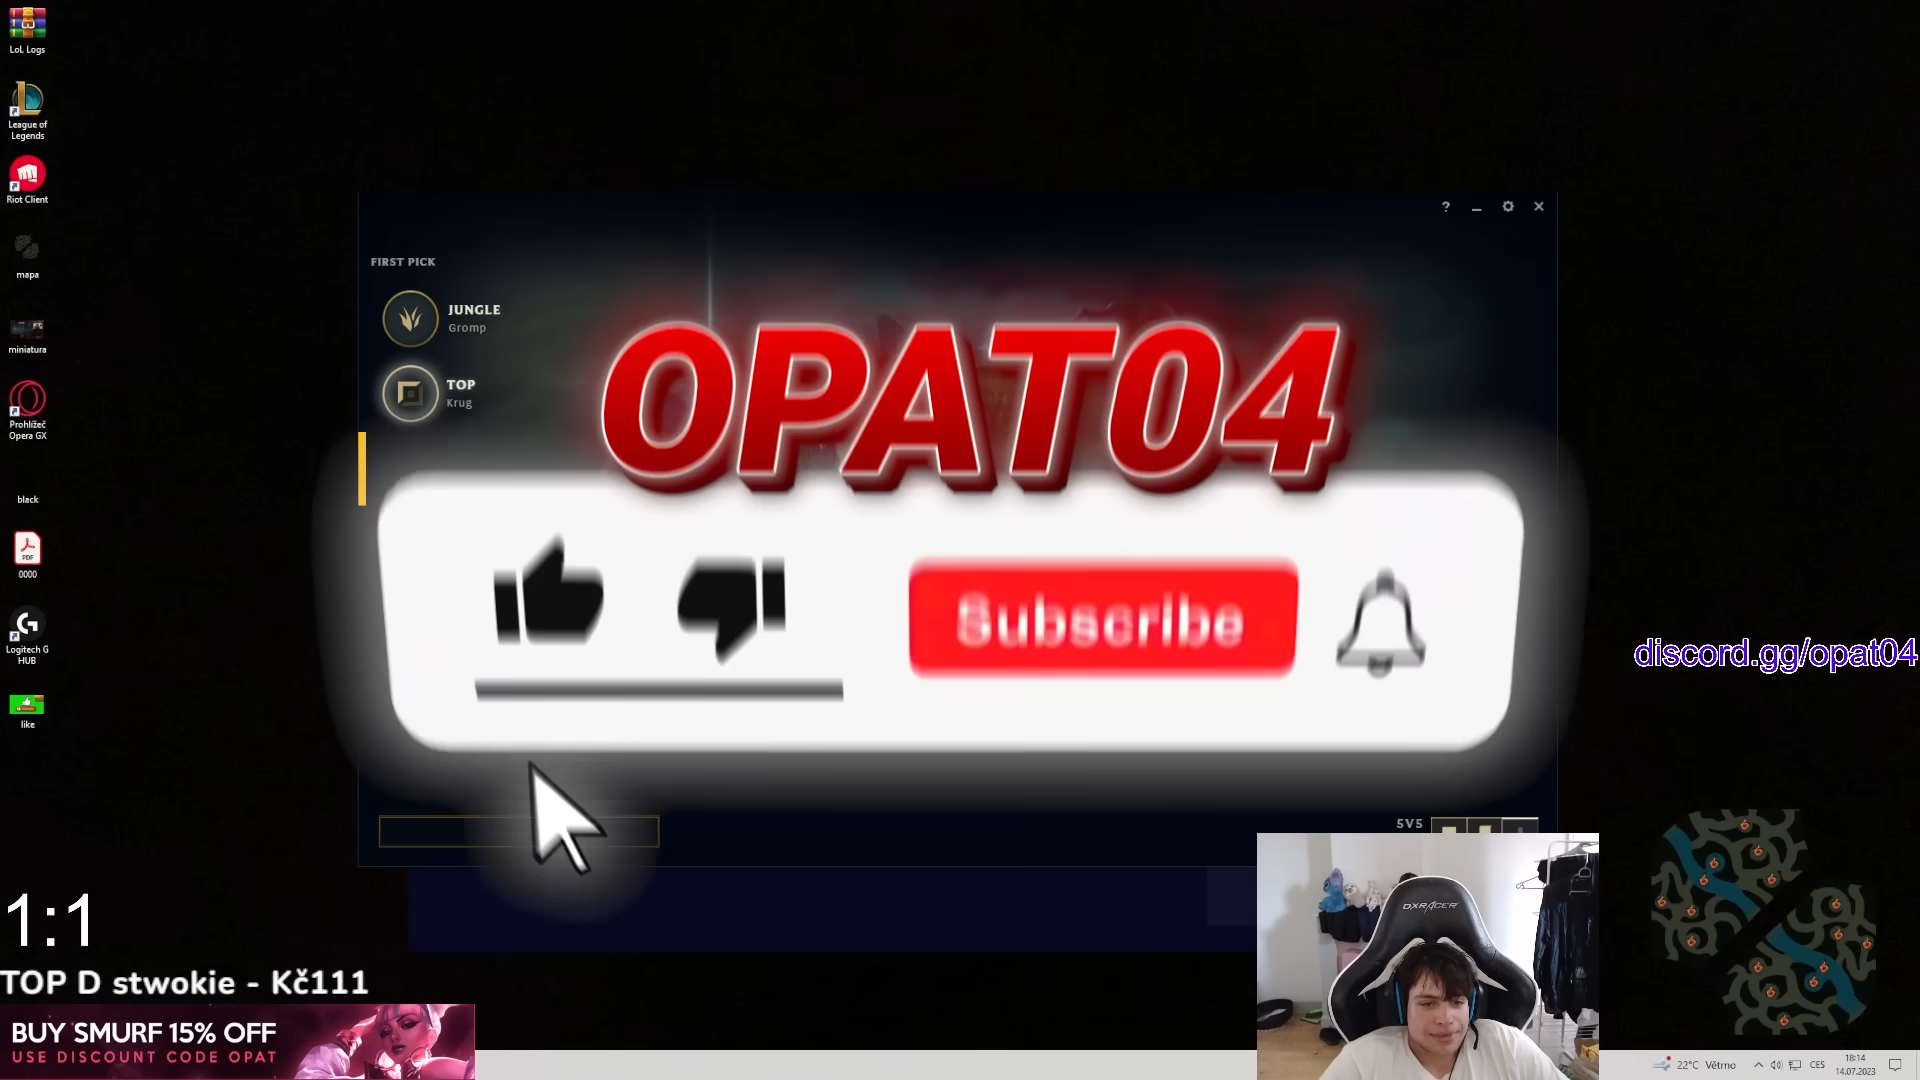 LoL Logs
League of
Legends
Riot Client
mapa
miniatura
Prohlížeč
Opera GX
black
PDF
0000
Logitech G
HUB
like
?
FIRST PICK
JUNGLE
Gromp
TOP
Krug
OPAT04
Subscribe
5V5
discord.gg/opat04
1:1
TOP D stwokie - Kč111
BUY SMURF 15% OFF
USE DISCOUNT CODE OPAT
DXRACER
22°C Větrno
CES
18:14
14.07.2023